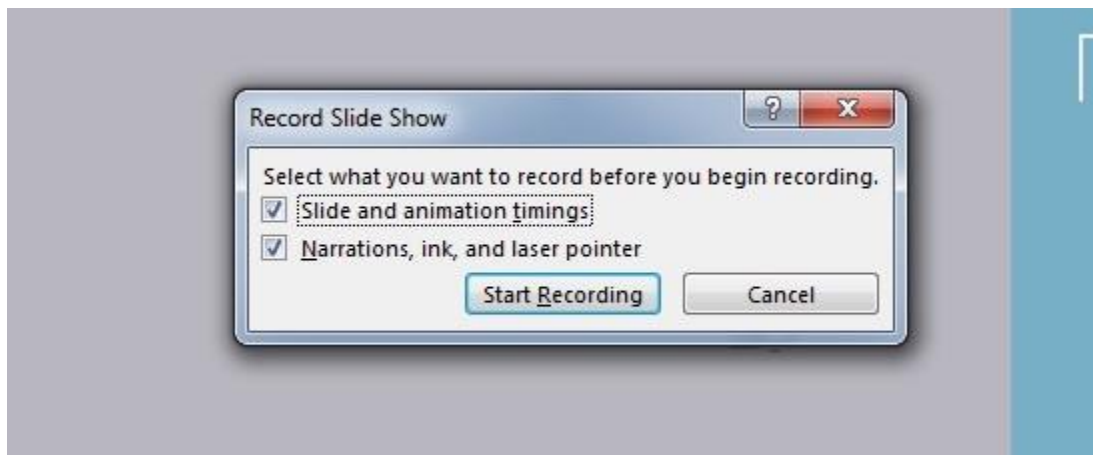 Record Slide Show
?
Select what you want to record before you begin recording.
Slide and animation timings
Narrations, ink, and laser pointer
Start Recording Cancel